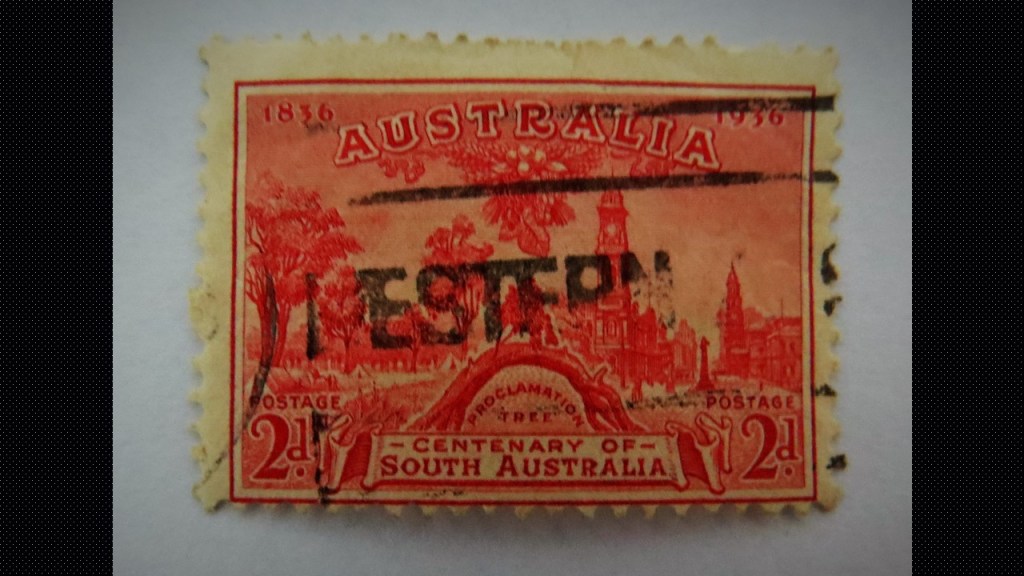 1836 1936
AUSTRALIA
ESTERN
POSTAGE POSTAGE
PROCLAMATION
TREE
2d. 2d.
CENTENARY OF
SOUTH AUSTRALIA